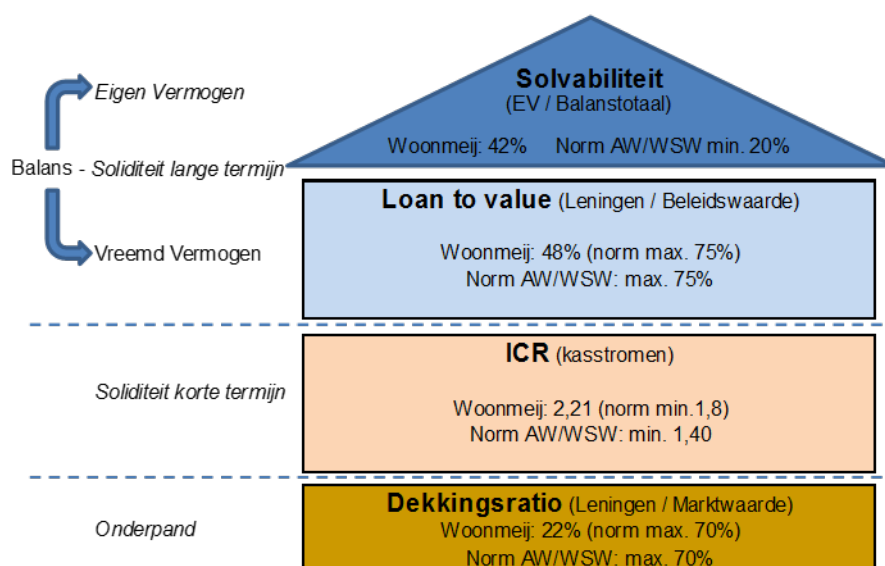 Solvabiliteit
(EV / Balanstotaal)
Woonmeij: 42% Norm AW/WSW min. 20%
Eigen Vermogen
Balans - Soliditeit lange termijn
Vreemd Vermogen
Loan to value (Leningen / Beleidswaarde)
Woonmeij: 48% (norm max. 75%)
Norm AW/WSW: max. 75%
ICR (kasstromen)
Soliditeit korte termijn
Woonmeij: 2,21 (norm min.1,8)
Norm AW/WSW: min. 1,40
Dekkingsratio (Leningen / Marktwaarde)
Onderpand
Woonmeij: 22% (norm max. 70%)
Norm AW/WSW: max. 70%